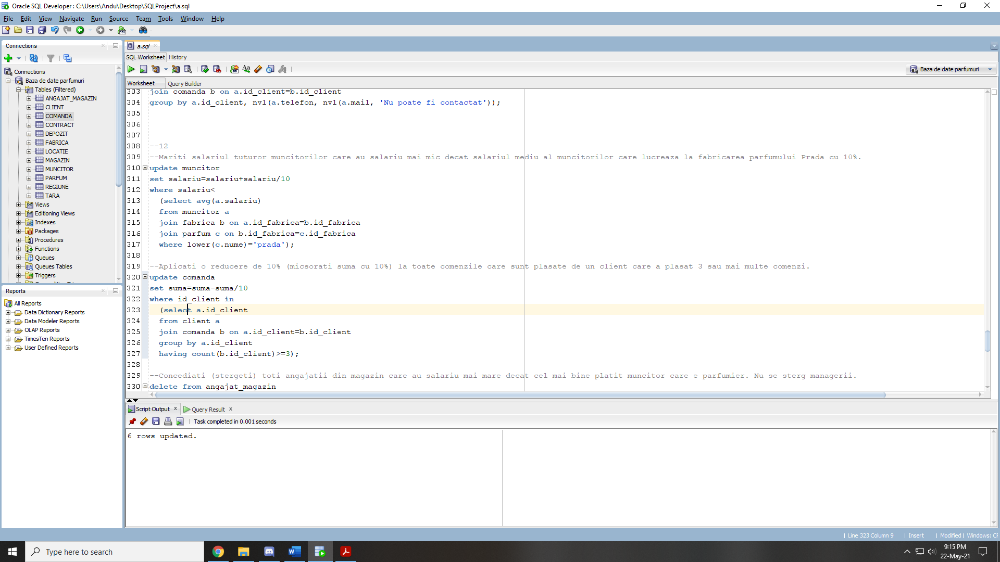 Oracle SQL Developer : C:\Users\Andu\Desktop\SQLProject\a.sql
File Edit View Navigate Run Source Team Tools Window Help
Connections
Connections
Baza de date parfumuri
Tables (Filtered)
ANGAJAT_MAGAZIN
CLIENT
COMANDA
CONTRACT
DEPOZIT
FABRICA
LOCATIE
MAGAZIN
MUNCITOR
PARFUM
REGIUNE
TARA
Views
Editioning Views
Indexes
Packages
Procedures
Functions
Queues
Queues Tables
Triggers
Reports
All Reports
Data Dictionary Reports
Data Modeler Reports
OLAP Reports
TimesTen Reports
User Defined Reports
a.sql
SQL Worksheet History
Baza de date parfumuri
Worksheet Query Builder
303 join comanda b on a.id_client=b.id_client
304 group by a.id_client, nvl(a.telefon, nvl(a.mail, 'Nu poate fi contactat'));
305
306
307
308 --12
309 --Mariti salariul tuturor muncitorilor care au salariu mai mic decat salariul mediu al muncitorilor care lucreaza la fabricarea parfumului Prada cu 10%.
310 update muncitor
311 set salariu=salariu+salariu/10
312 where salariu<
313 (select avg(a.salariu)
314 from muncitor a
315 join fabrica b on a.id_fabrica=b.id_fabrica
316 join parfum c on b.id_fabrica=c.id_fabrica
317 where lower(c.nume)='prada');
318
319 --Aplicati o reducere de 10% (micsorati suma cu 10%) la toate comenzile care sunt plasate de un client care a plasat 3 sau mai multe comenzi.
320 update comanda
321 set suma=suma-suma/10
322 where id_client in
323 (select a.id_client
324 from client a
325 join comanda b on a.id_client=b.id_client
326 group by a.id_client
327 having count(b.id_client)>=3);
328
329 --Concediati (stergeti) toti angajatii din magazin care au salariu mai mare decat cel mai bine platit muncitor care e parfumier. Nu se sterg managerii.
330 delete from angajat_magazin
Script Output x Query Result x
Task completed in 0.001 seconds
6 rows updated.
Line 323 Column 9 | Insert | Modified | Windows:
Type here to search
9:15 PM
22-May-21